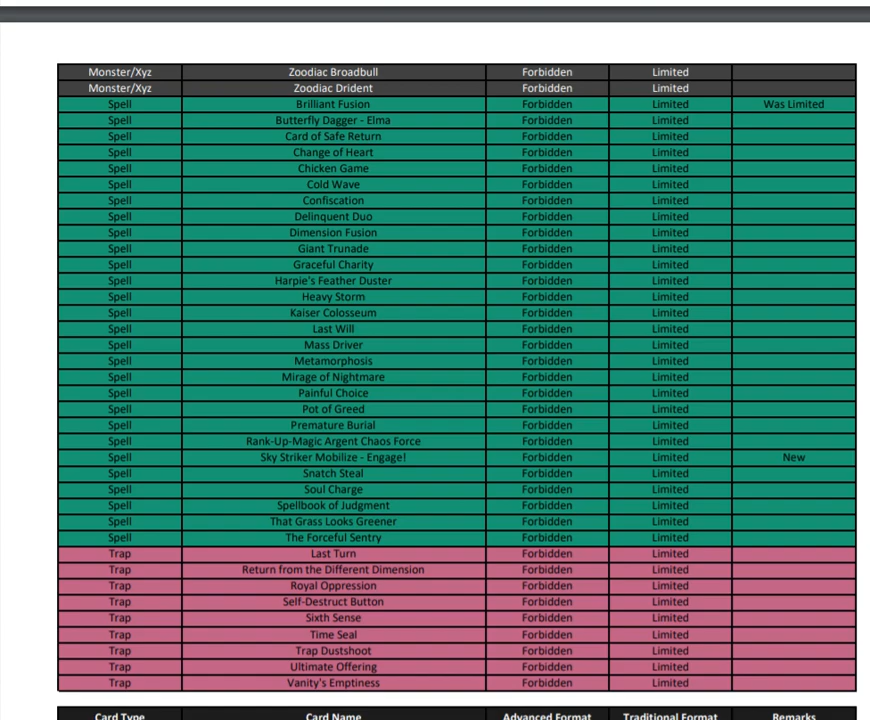 Monster/Xyz Zoodiac Broadbull Forbidden Limited
Monster/Xyz Zoodiac Drident Forbidden Limited
Spell Brilliant Fusion Forbidden Limited Was Limited
Spell Butterfly Dagger - Elma Forbidden Limited
Spell Card of Safe Return Forbidden Limited
Spell Change of Heart Forbidden Limited
Spell Chicken Game Forbidden Limited
Spell Cold Wave Forbidden Limited
Spell Confiscation Forbidden Limited
Spell Delinquent Duo Forbidden Limited
Spell Dimension Fusion Forbidden Limited
Spell Giant Trunade Forbidden Limited
Spell Graceful Charity Forbidden Limited
Spell Harpie's Feather Duster Forbidden Limited
Spell Heavy Storm Forbidden Limited
Spell Kaiser Colosseum Forbidden Limited
Spell Last Will Forbidden Limited
Spell Mass Driver Forbidden Limited
Spell Metamorphosis Forbidden Limited
Spell Mirage of Nightmare Forbidden Limited
Spell Painful Choice Forbidden Limited
Spell Pot of Greed Forbidden Limited
Spell Premature Burial Forbidden Limited
Spell Rank-Up-Magic Argent Chaos Force Forbidden Limited
Spell Sky Striker Mobilize - Engage! Forbidden Limited New
Spell Snatch Steal Forbidden Limited
Spell Soul Charge Forbidden Limited
Spell Spellbook of Judgment Forbidden Limited
Spell That Grass Looks Greener Forbidden Limited
Spell The Forceful Sentry Forbidden Limited
Trap Last Turn Forbidden Limited
Trap Return from the Different Dimension Forbidden Limited
Trap Royal Oppression Forbidden Limited
Trap Self-Destruct Button Forbidden Limited
Trap Sixth Sense Forbidden Limited
Trap Time Seal Forbidden Limited
Trap Trap Dustshoot Forbidden Limited
Trap Ultimate Offering Forbidden Limited
Trap Vanity's Emptiness Forbidden Limited
Card Type Card Name Advanced Format Traditional Format Remarks